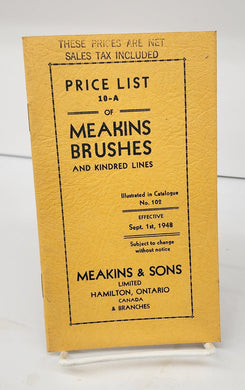 THESE PRICES ARE NET
SALES TAX INCLUDED
PRICE LIST
10-A
OF
MEAKINS
BRUSHES
AND KINDRED LINES
Illustrated in Catalogue
No. 102
EFFECTIVE
Sept. 1st, 1948
Subject to change
without notice
MEAKINS & SONS
LIMITED
HAMILTON, ONTARIO
CANADA
& BRANCHES